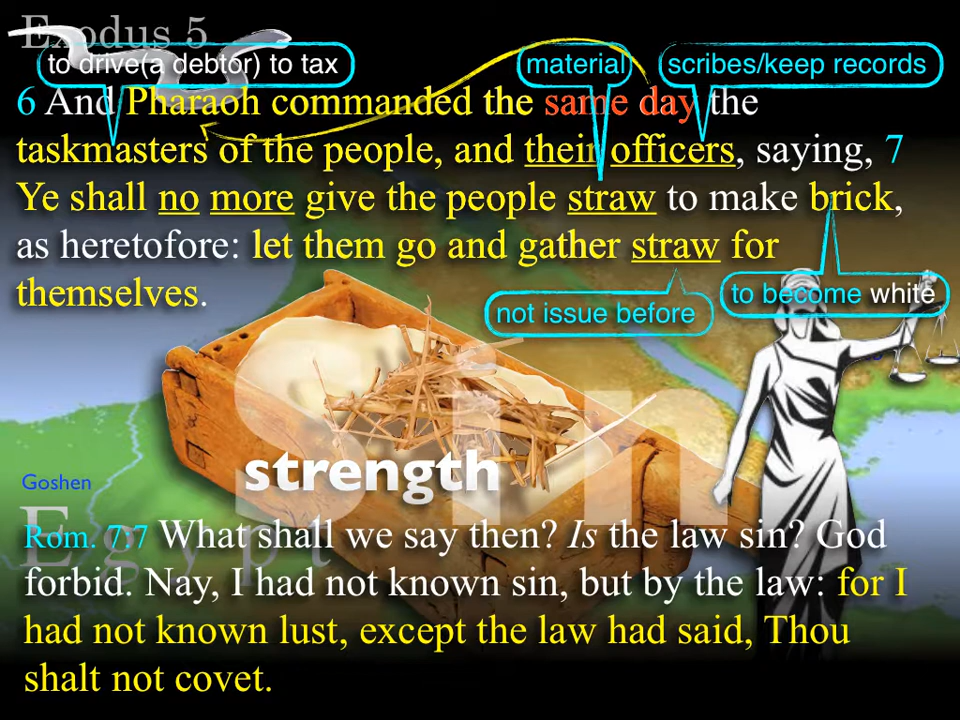 Exodus 5
to drive(a debtor) to tax
material
scribes/keep records
6 And Pharaoh commanded the same day the
taskmasters of the people, and their officers, saying, 7
Ye shall no more give the people straw to make brick,
as heretofore: let them go and gather straw for
themselves.
not issue before
to become white
Sin
strength
Goshen
Egypt
Rom. 7:7 What shall we say then? Is the law sin? God
forbid. Nay, I had not known sin, but by the law: for I
had not known lust, except the law had said, Thou
shalt not covet.